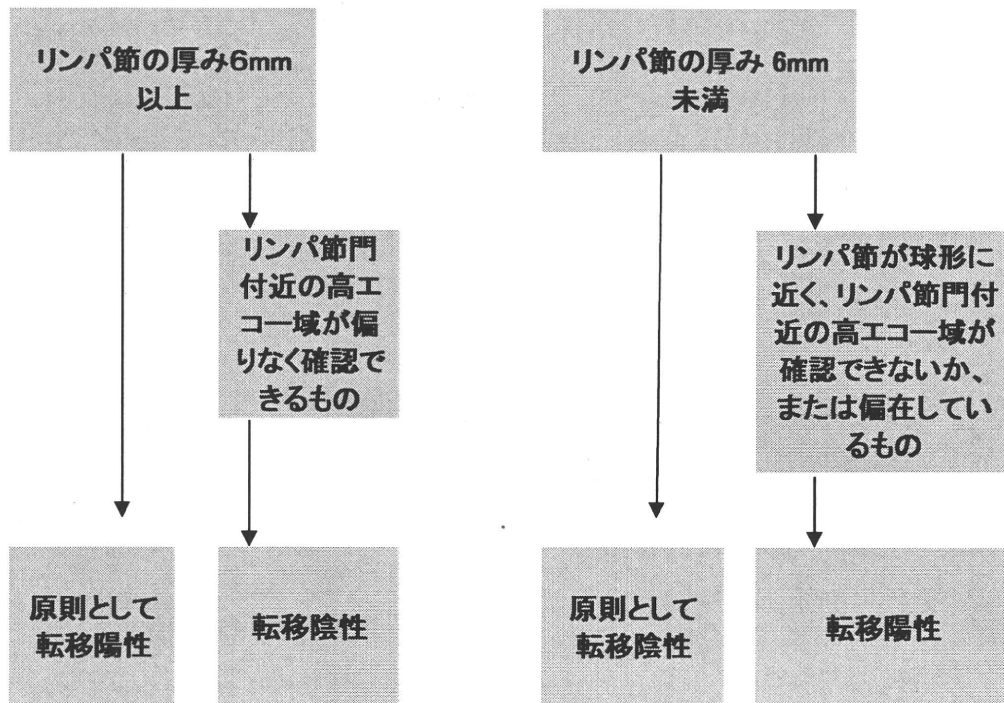 リンパ節の厚み6mm
以上
リンパ節の厚み 6mm
未満
リンパ節門
付近の高エ
コー域が偏
りなく確認で
きるもの
リンパ節が球形に
近く、リンパ節門付
近の高エコー域が
確認できないか、
または偏在してい
るもの
原則として
転移陽性
転移陰性
原則として
転移陰性
転移陽性